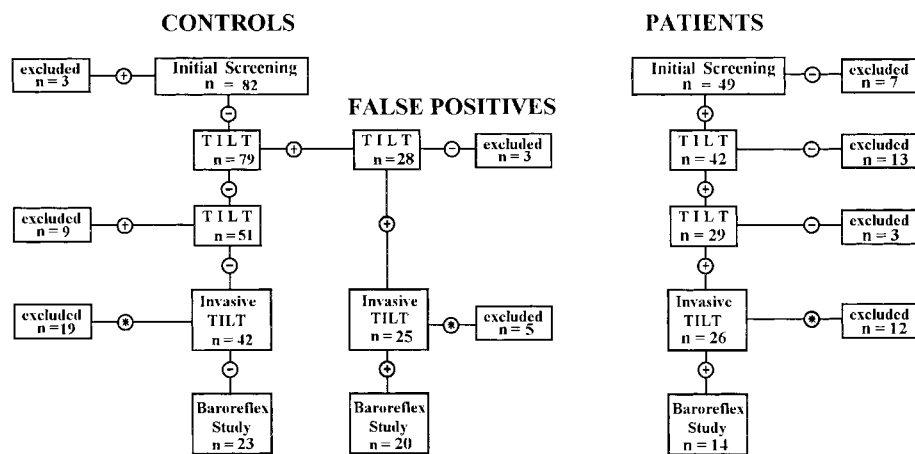 CONTROLS
PATIENTS
excluded
n = 3
+
Initial Screening
n = 82
Initial Screening
n = 49
−
excluded
n = 7
−
FALSE POSITIVES
+
TILT
n = 79
+
TILT
n = 28
−
excluded
n = 3
TILT
n = 42
−
excluded
n = 13
−
+
excluded
n = 9
+
TILT
n = 51
+
TILT
n = 29
−
excluded
n = 3
−
+
excluded
n = 19
*
Invasive
TILT
n = 42
Invasive
TILT
n = 25
*
excluded
n = 5
Invasive
TILT
n = 26
*
excluded
n = 12
−
+
+
Baroreflex
Study
n = 23
Baroreflex
Study
n = 20
Baroreflex
Study
n = 14